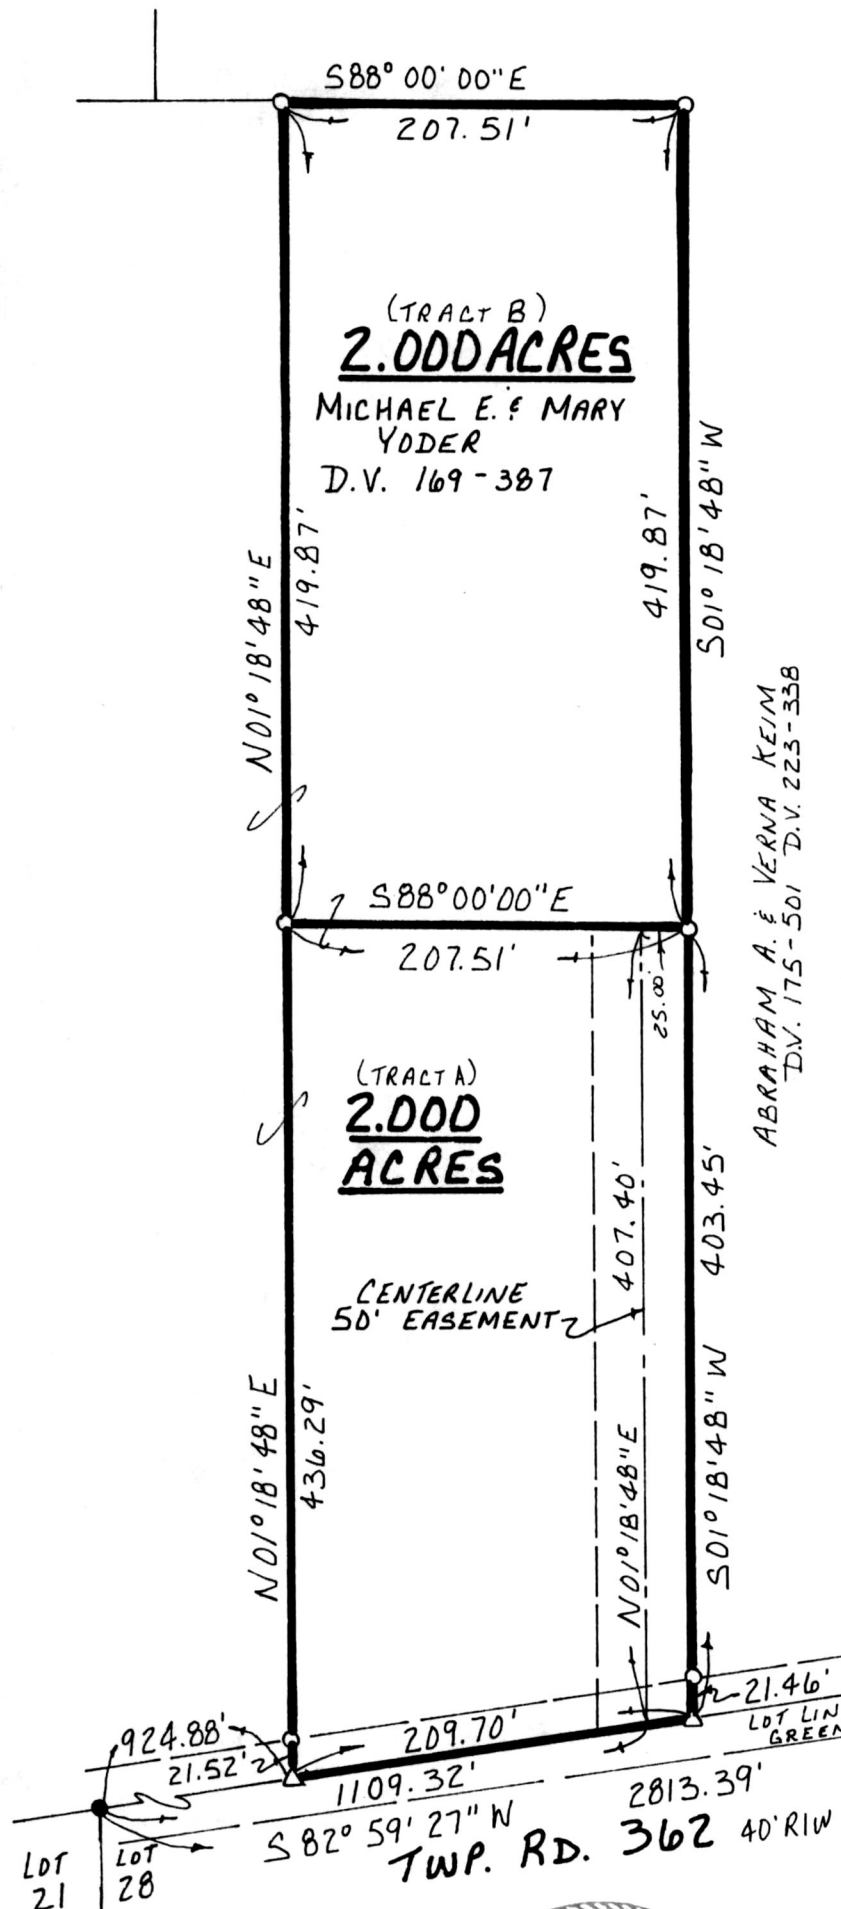 S88° 00' 00" E
207.51'
(TRACT B)
2.000 ACRES
MICHAEL E. & MARY
YODER
D.V. 169-387
N01° 18' 48" E
419.87'
419.87'
S01° 18' 48" W
ABRAHAM A. & VERNA KEIM
D.V. 175-501 D.V. 223-338
S88° 00' 00" E
207.51'
25.00'
(TRACT A)
2.000
ACRES
407.40'
403.45'
CENTERLINE
50' EASEMENT
N01° 18' 48" E
436.29'
N01° 18' 48" E
S01° 18' 48" W
924.88'
21.52'
209.70'
21.46'
LOT LIN
GREEN
1109.32'
2813.39'
S 82° 59' 27" W
TWP. RD. 362 40' R/W
LOT
21
LOT
28